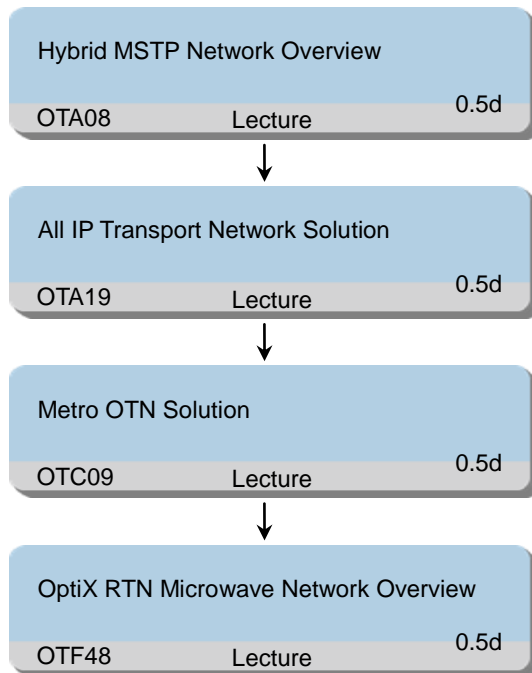 Hybrid MSTP Network Overview
0.5d
OTA08 Lecture
All IP Transport Network Solution
0.5d
OTA19 Lecture
Metro OTN Solution
0.5d
OTC09 Lecture
OptiX RTN Microwave Network Overview
0.5d
OTF48 Lecture